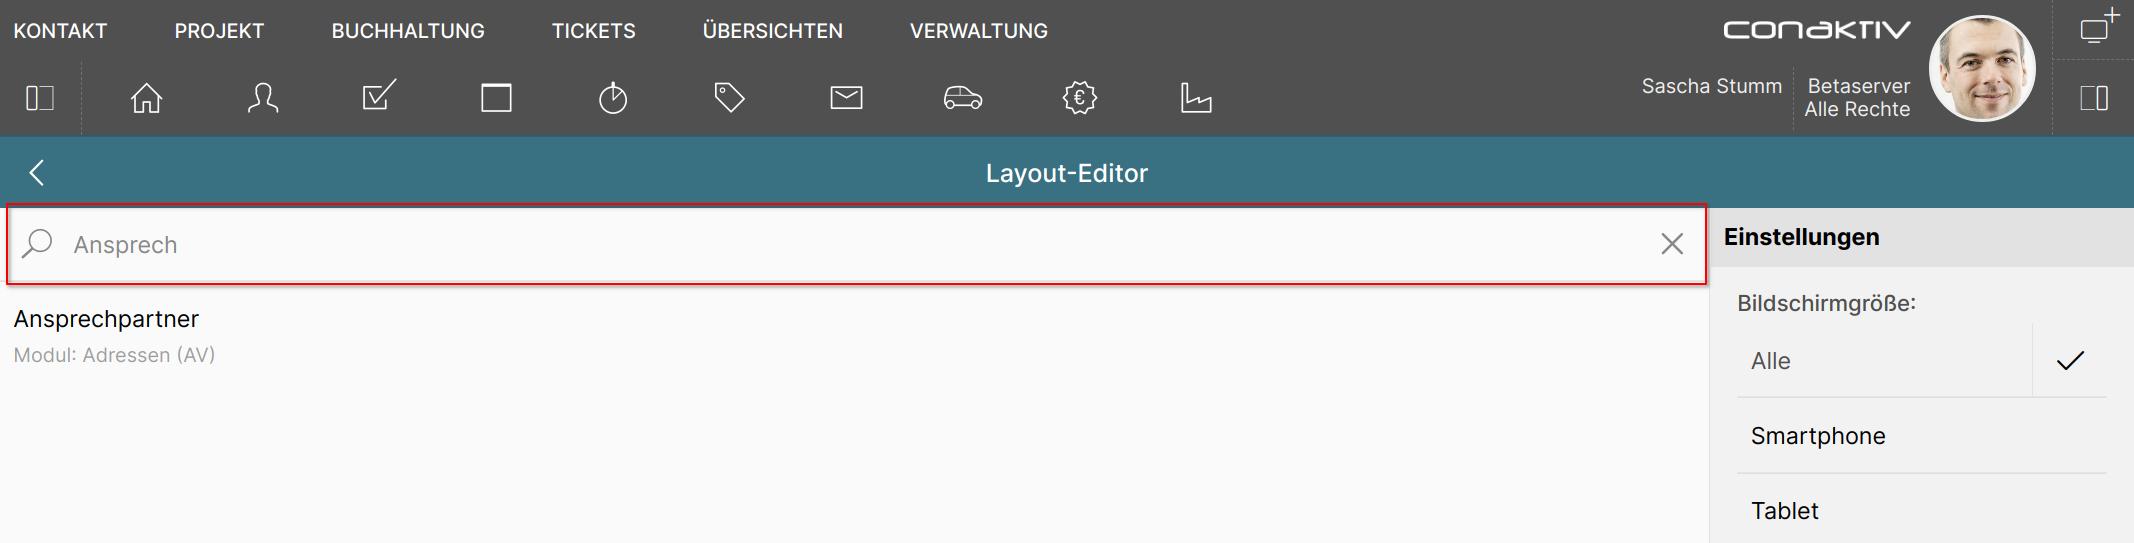 KONTAKT PROJEKT BUCHHALTUNG TICKETS ÜBERSICHTEN VERWALTUNG
conaktiv
Sascha Stumm
Betaserver
Alle Rechte
Layout-Editor
Ansprech
Ansprechpartner
Modul: Adressen (AV)
Einstellungen
Bildschirmgröße:
Alle
Smartphone
Tablet